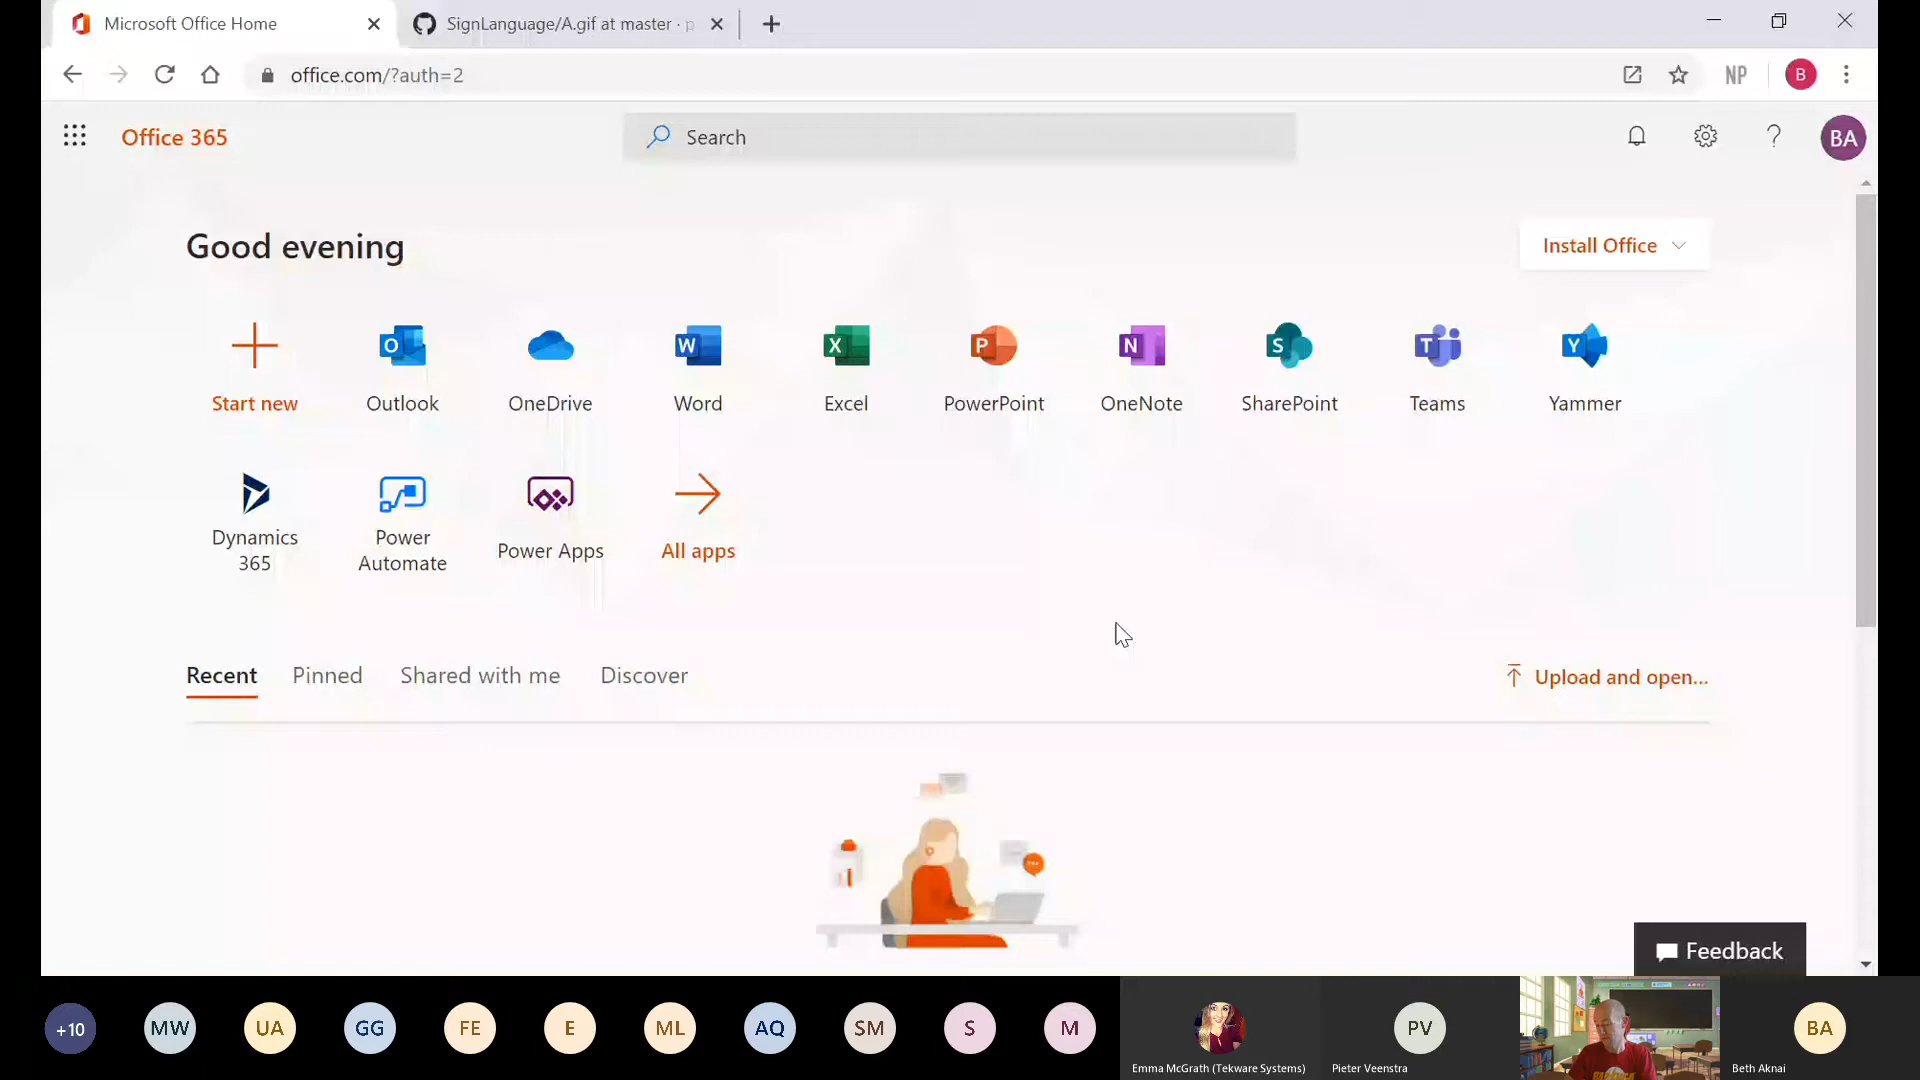 Microsoft Office Home
SignLanguage/A.gif at master · p
office.com/?auth=2
NP
B
Office 365
Search
BA
Good evening
Install Office
O
W
X
P
N
S
T
Y
Start new
Outlook
OneDrive
Word
Excel
PowerPoint
OneNote
SharePoint
Teams
Yammer
Dynamics
365
Power
Automate
Power Apps
All apps
Recent
Pinned
Shared with me
Discover
Upload and open...
Feedback
+10
MW
UA
GG
FE
E
ML
AQ
SM
S
M
PV
BA
Emma McGrath (Tekware Systems)
Pieter Veenstra
Beth Aknai